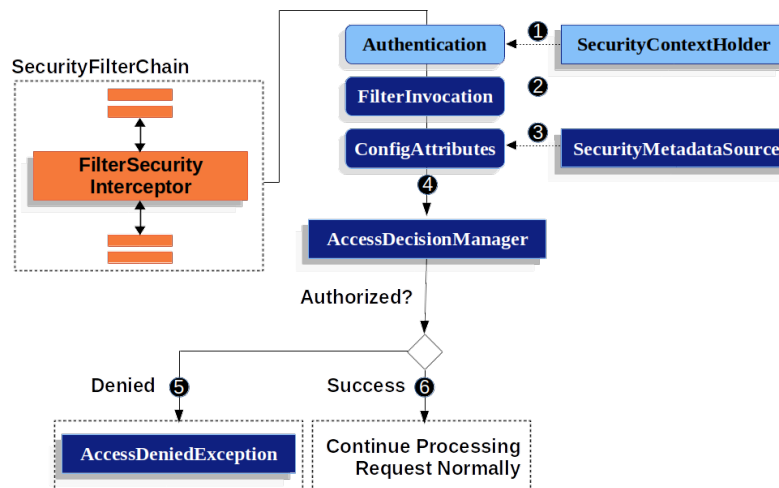 1
Authentication
SecurityContextHolder
SecurityFilterChain
FilterInvocation
2
3
ConfigAttributes
SecurityMetadataSource
FilterSecurity
Interceptor
4
AccessDecisionManager
Authorized?
Denied
5
Success
6
AccessDeniedException
Continue Processing
Request Normally